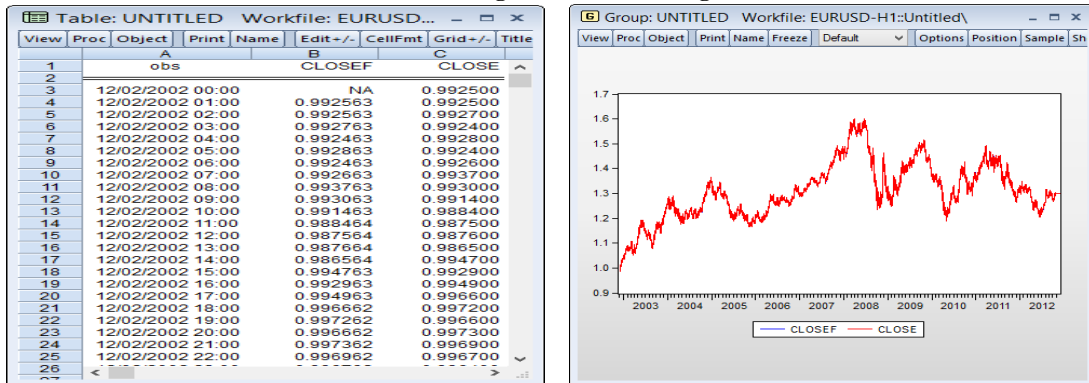 Table: UNTITLED Workfile: EURUSD...
View Proc Object Print Name Edit+/- CellFmt Grid+/- Title
A B C
1 obs CLOSEF CLOSE
2
3 12/02/2002 00:00 NA 0.992500
4 12/02/2002 01:00 0.992563 0.992500
5 12/02/2002 02:00 0.992563 0.992700
6 12/02/2002 03:00 0.992763 0.992400
7 12/02/2002 04:00 0.992463 0.992800
8 12/02/2002 05:00 0.992863 0.992400
9 12/02/2002 06:00 0.992463 0.992600
10 12/02/2002 07:00 0.992663 0.993700
11 12/02/2002 08:00 0.993763 0.993000
12 12/02/2002 09:00 0.993063 0.991400
13 12/02/2002 10:00 0.991463 0.988400
14 12/02/2002 11:00 0.988464 0.987500
15 12/02/2002 12:00 0.987564 0.987600
16 12/02/2002 13:00 0.987664 0.986500
17 12/02/2002 14:00 0.986564 0.994700
18 12/02/2002 15:00 0.994763 0.992900
19 12/02/2002 16:00 0.992963 0.994900
20 12/02/2002 17:00 0.994963 0.996600
21 12/02/2002 18:00 0.996662 0.997200
22 12/02/2002 19:00 0.997262 0.996600
23 12/02/2002 20:00 0.996662 0.997300
24 12/02/2002 21:00 0.997362 0.996900
25 12/02/2002 22:00 0.996962 0.996700
26
G Group: UNTITLED Workfile: EURUSD-H1::Untitled\
View Proc Object Print Name Freeze Default Options Position Sample Sh
1.7
1.6
1.5
1.4
1.3
1.2
1.1
1.0
0.9
2003 2004 2005 2006 2007 2008 2009 2010 2011 2012
CLOSEF CLOSE